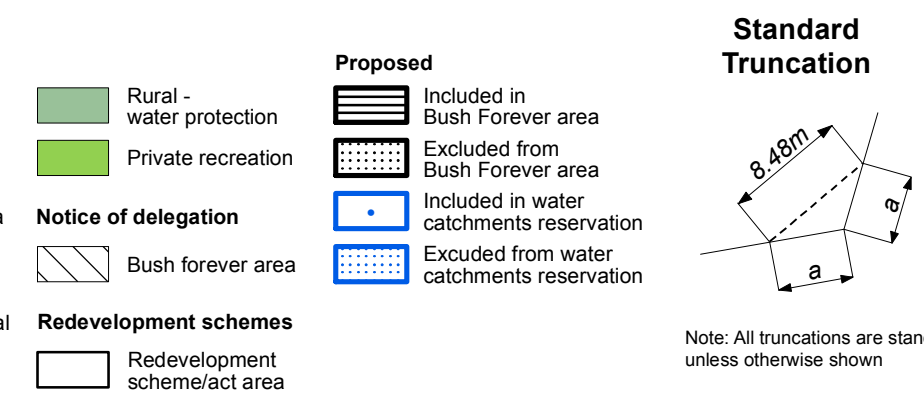 Rural -
water protection
Private recreation
a
Notice of delegation
Bush forever area
al
Redevelopment schemes
Redevelopment
scheme/act area
Proposed
Included in
Bush Forever area
Excluded from
Bush Forever area
Included in water
catchments reservation
Excuded from water
catchments reservation
Standard
Truncation
8.48m
a
a
Note: All truncations are stan
unless otherwise shown